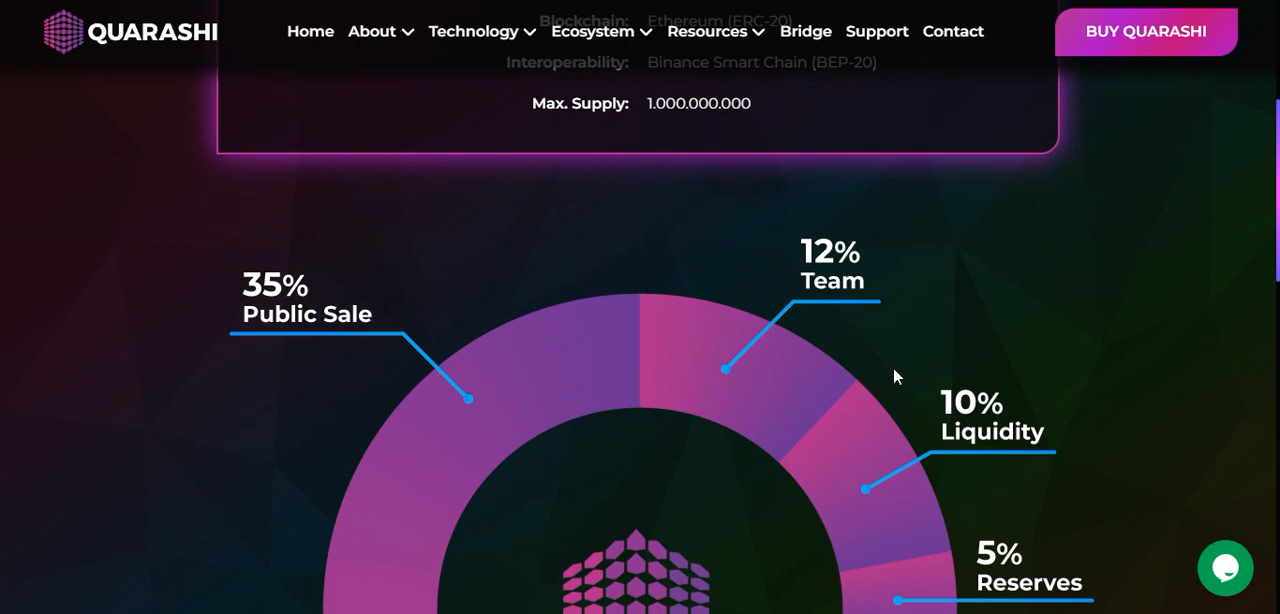 QUARASHI
Home About Technology Ecosystem Resources Bridge Support Contact
BUY QUARASHI
Blockchain: Ethereum (ERC-20)
Interoperability: Binance Smart Chain (BEP-20)
Max. Supply: 1.000.000.000
12%
Team
35%
Public Sale
10%
Liquidity
5%
Reserves